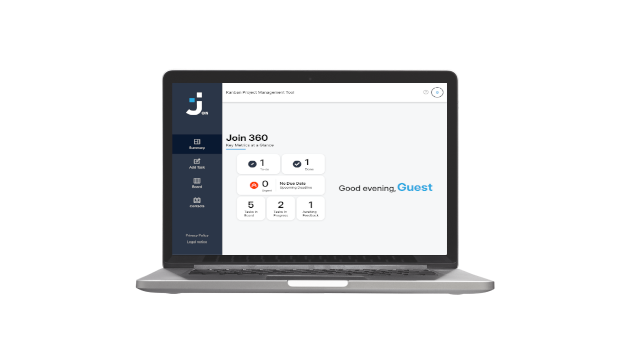 Kanban Project Management Tool
Join
Summary
Add Task
Board
Contacts
Privacy Policy
Legal notice
Join 360
Key Metrics at a Glance
1
To-do
1
Done
0
Urgent
No Due Date
Upcoming Deadline
5
Tasks in
Board
2
Tasks in
Progress
1
Awaiting
Feedback
Good evening, Guest